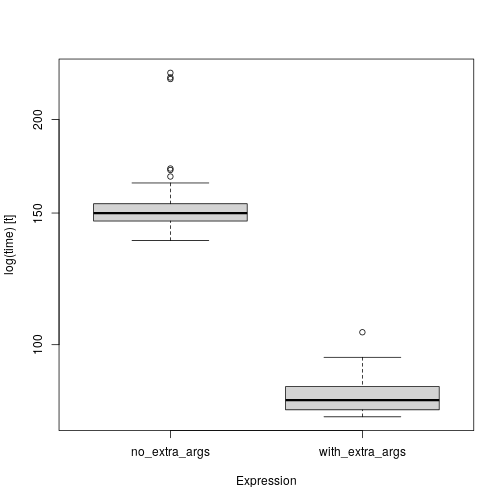 200
150
100
log(time) [t]
no_extra_args
with_extra_args
Expression